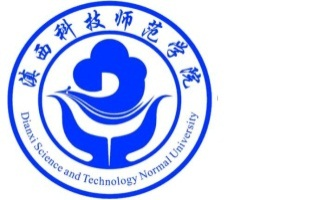 滇西科技师范学院
Dianxi Science and Technology Normal University